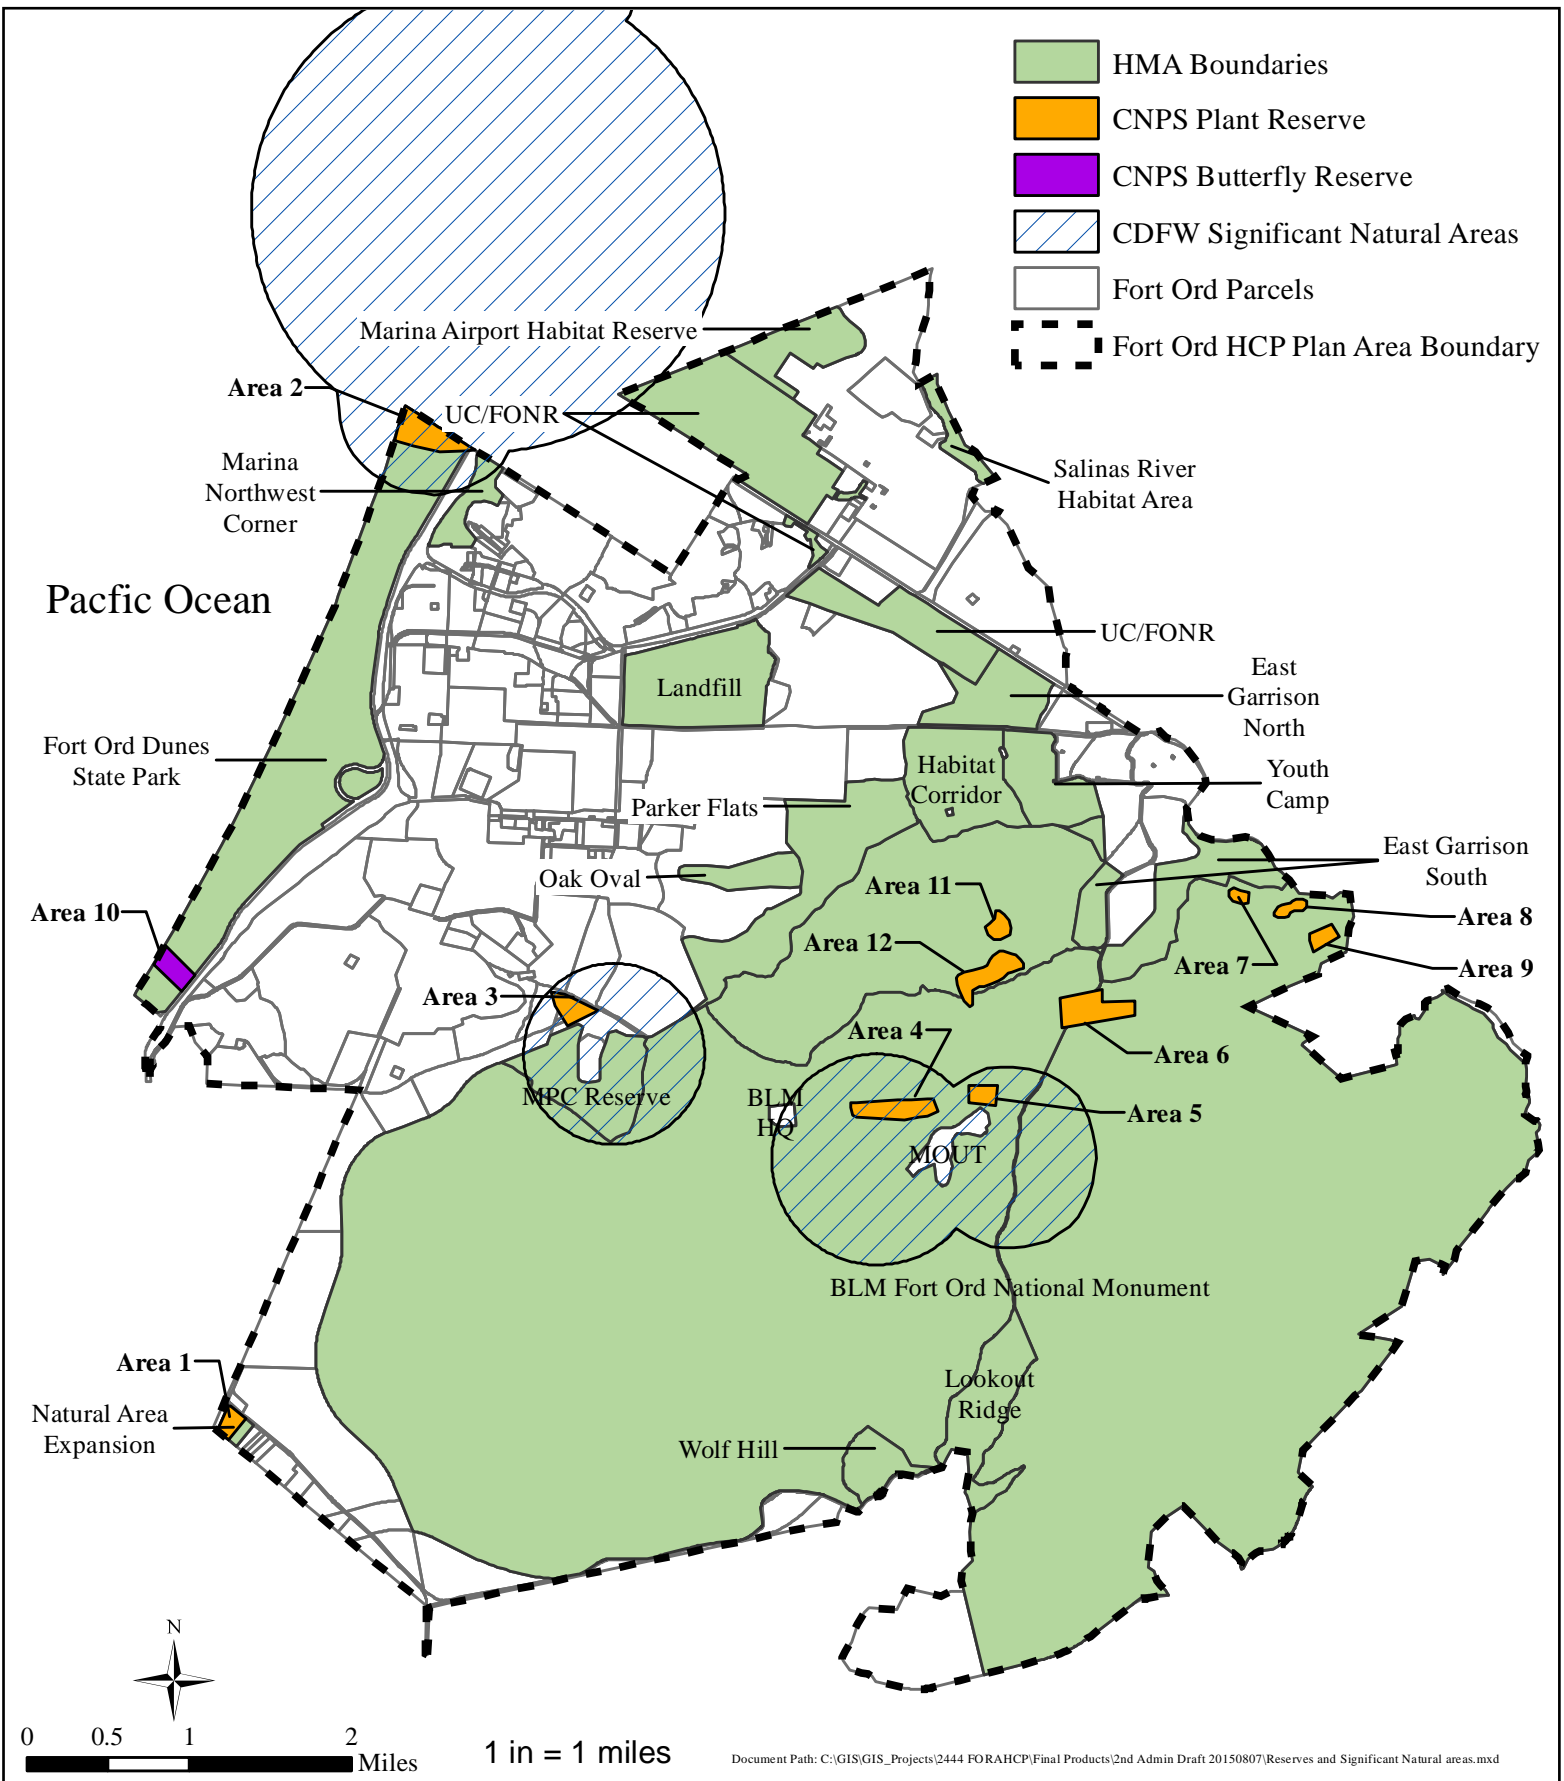 HMA Boundaries
CNPS Plant Reserve
CNPS Butterfly Reserve
CDFW Significant Natural Areas
Fort Ord Parcels
Fort Ord HCP Plan Area Boundary
Marina Airport Habitat Reserve
Area 2
UC/FONR
Marina
Northwest
Corner
Salinas River
Habitat Area
Pacfic Ocean
UC/FONR
East
Garrison
North
Landfill
Fort Ord Dunes
State Park
Habitat
Corridor
Youth
Camp
Parker Flats
East Garrison
South
Oak Oval
Area 11
Area 10
Area 8
Area 12
Area 7
Area 9
Area 3
Area 4
Area 6
MPC Reserve
BLM
HQ
Area 5
MOUT
BLM Fort Ord National Monument
Area 1
Lookout
Ridge
Natural Area
Expansion
Wolf Hill
N
0 0.5 1 2
Miles
1 in = 1 miles
Document Path: C:\GIS\GIS_Projects\2444 FORAHCP\Final Products\2nd Admin Draft 20150807\Reserves and Significant Natural areas.mxd